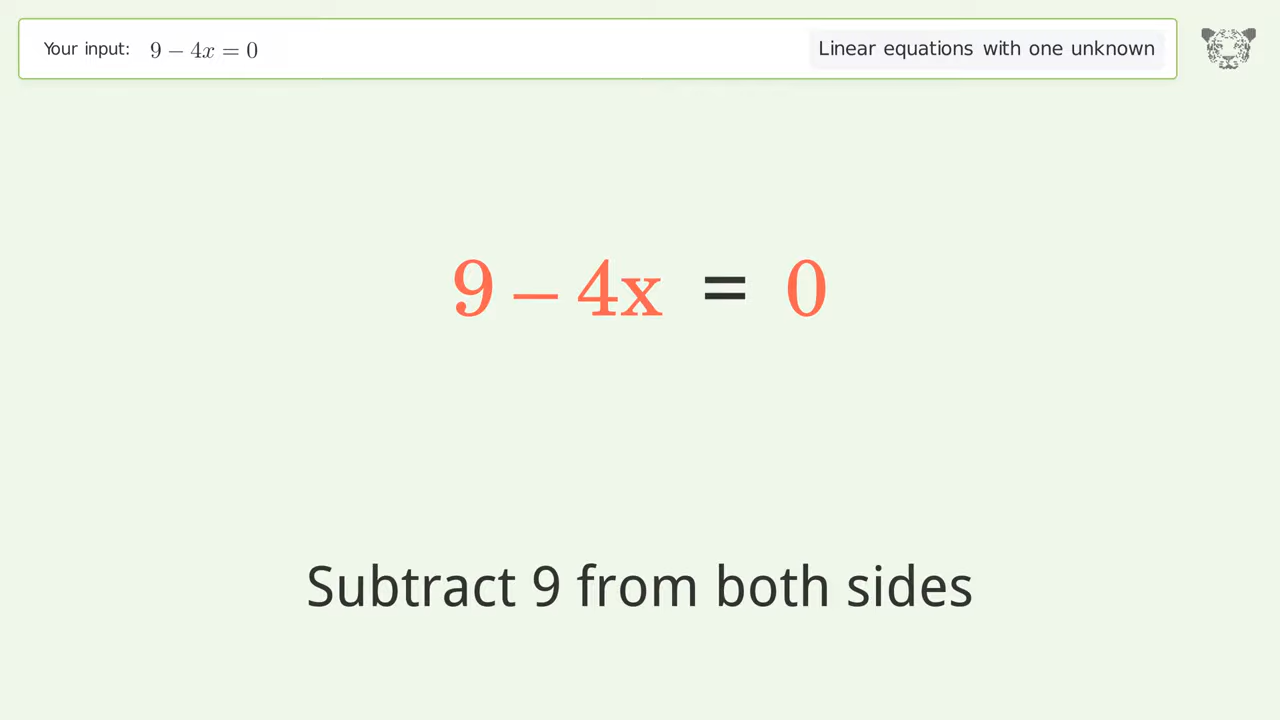 Your input: 9 − 4x = 0
Linear equations with one unknown
9 – 4x = 0
Subtract 9 from both sides